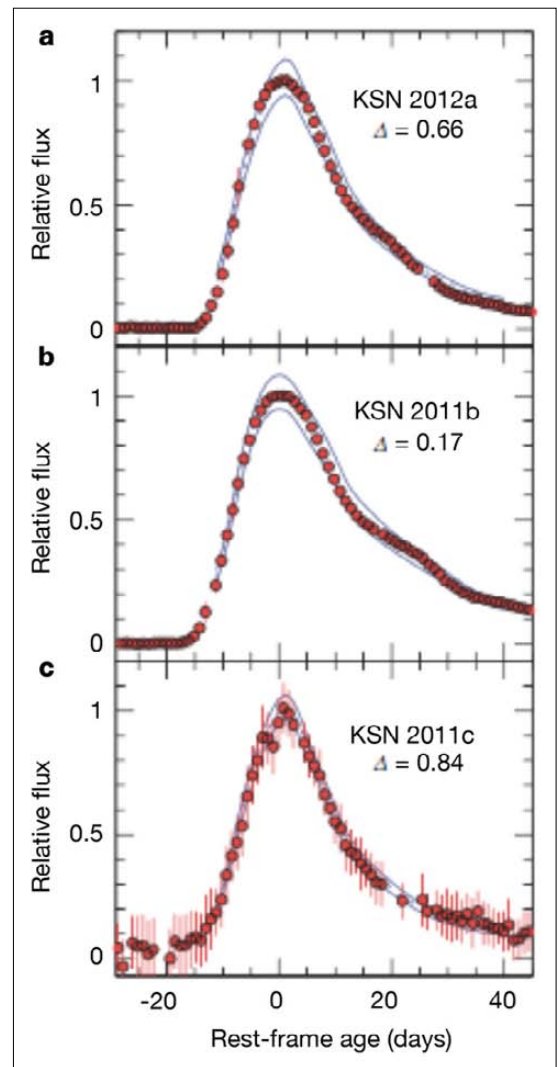 a
1
KSN 2012a
Δ = 0.66
Relative flux
0.5
0
b
1
KSN 2011b
Δ = 0.17
Relative flux
0.5
0
c
1
KSN 2011c
Δ = 0.84
Relative flux
0.5
0
-20 0 20 40
Rest-frame age (days)